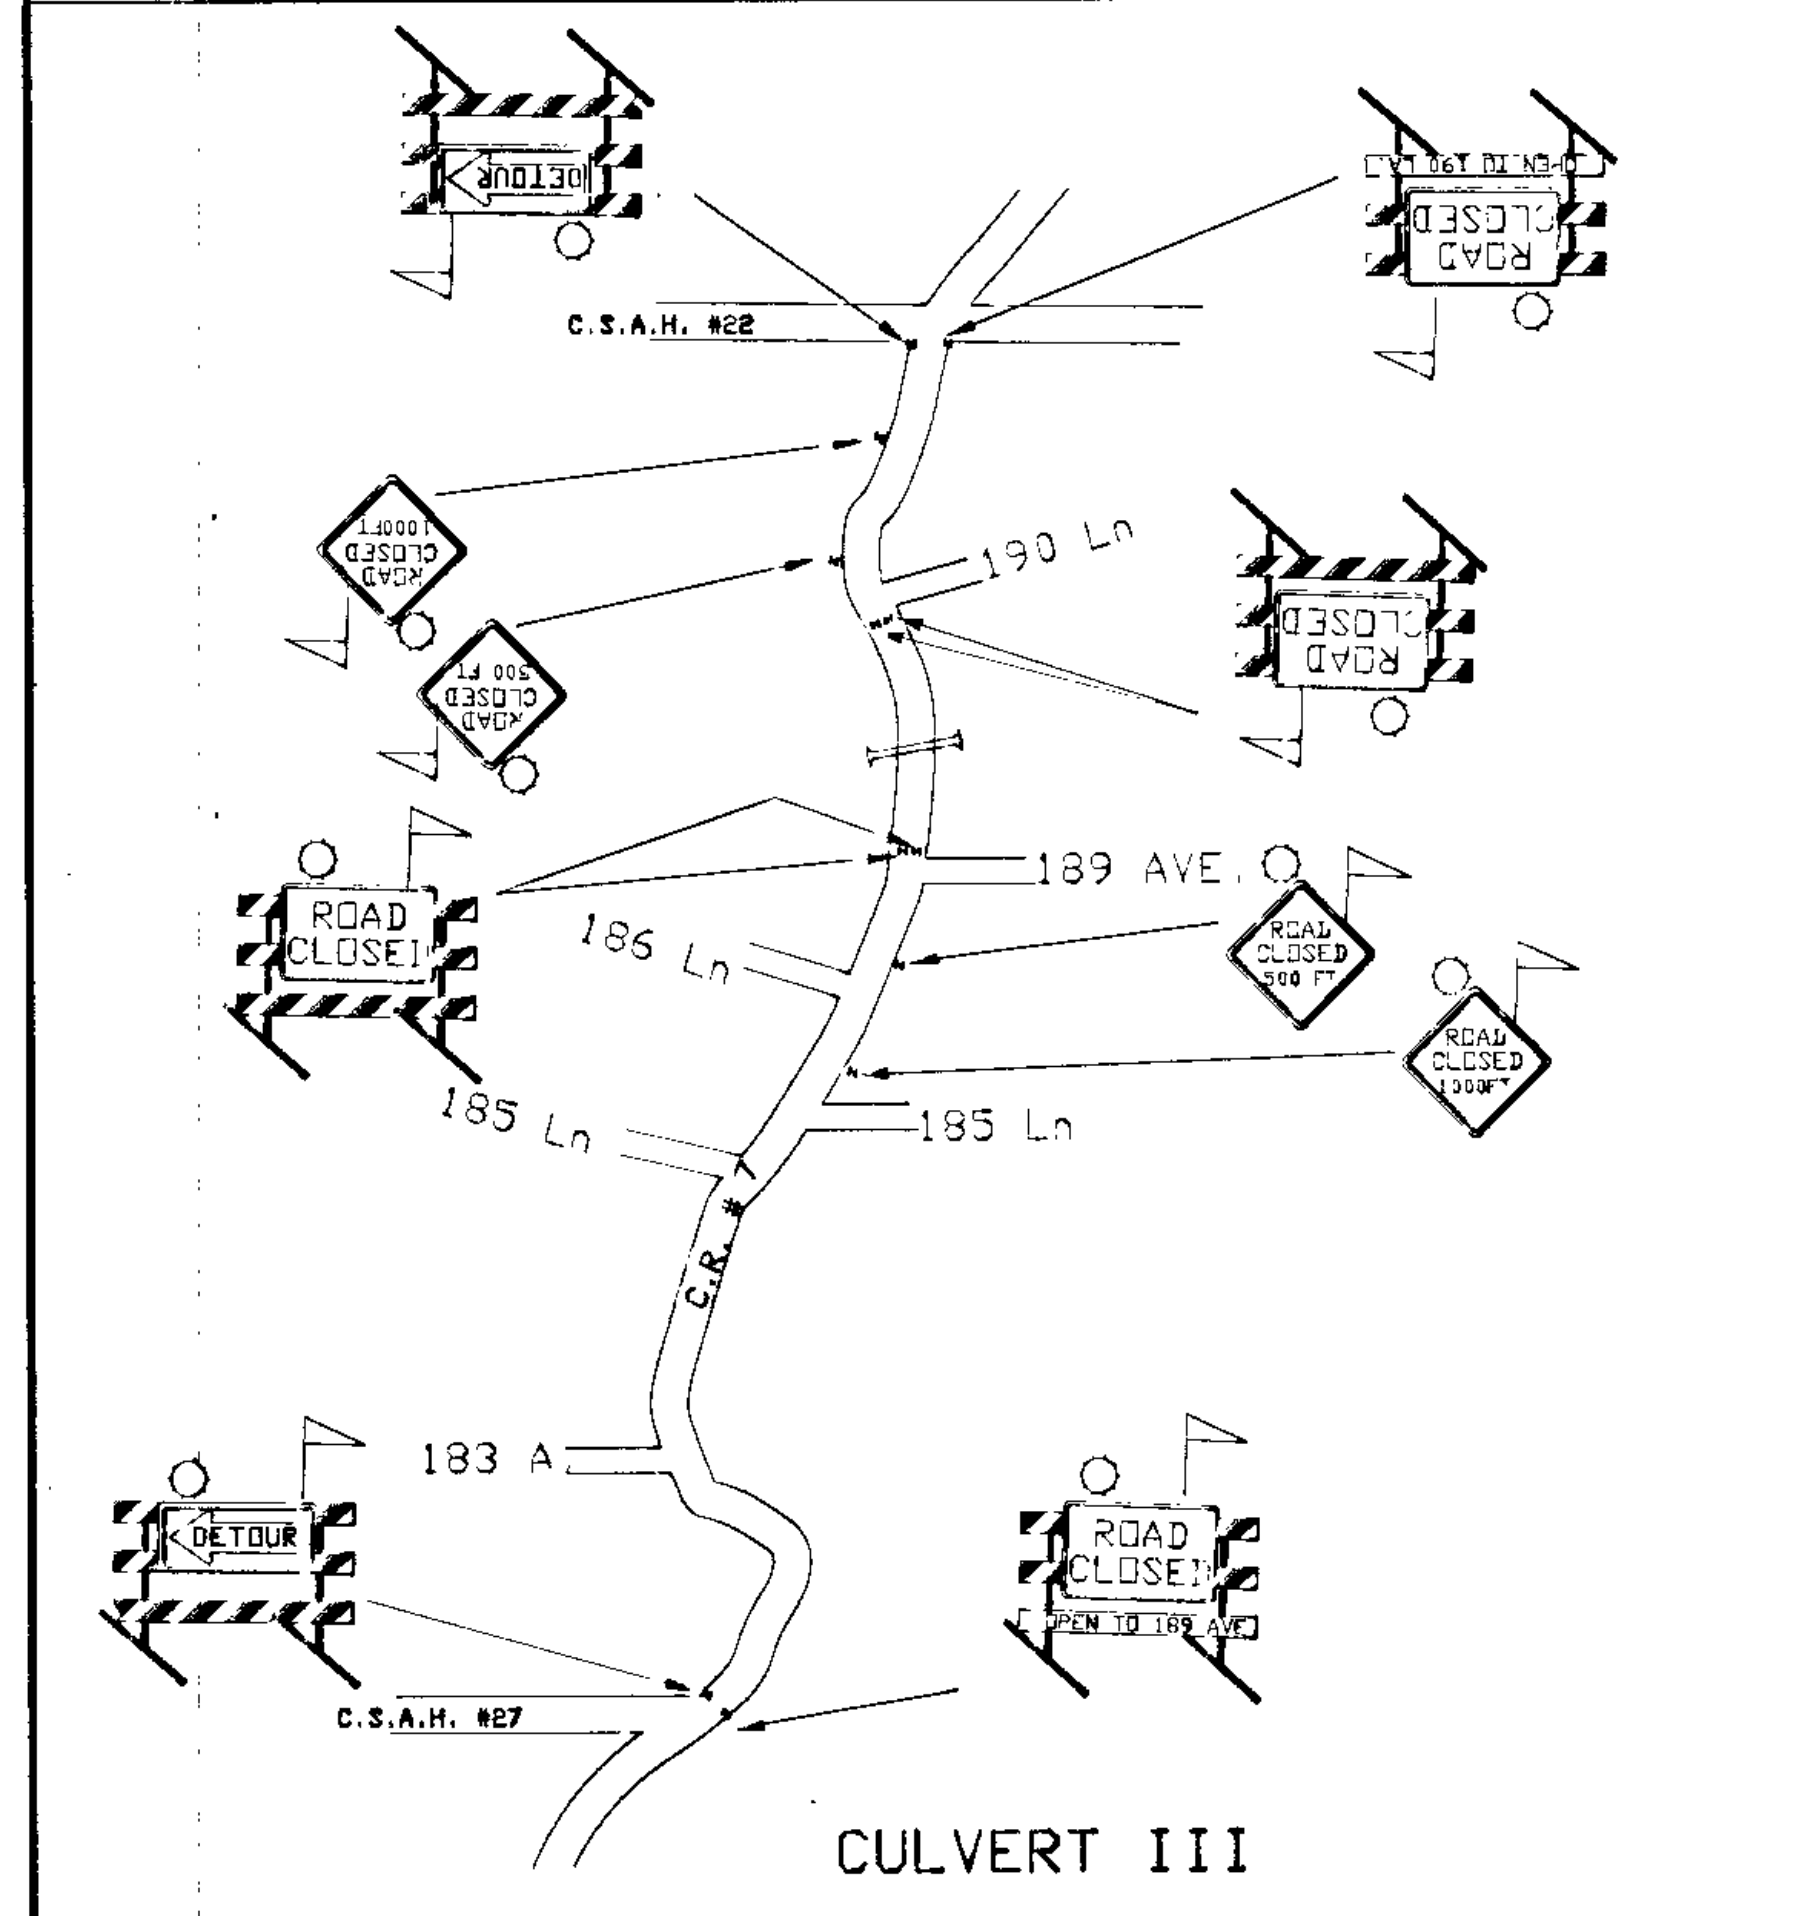 DETOUR
OPEN TO 190 LA.
ROAD
CLOSED
C.S.A.H. #22
ROAD
CLOSED
1000FT
190 Ln
ROAD
CLOSED
ROAD
CLOSED
500 FT
ROAD
CLOSED
189 AVE.
186 Ln
ROAD
CLOSED
500 FT
ROAD
CLOSED
1000FT
185 Ln
185 Ln
C.R. #7
183 A
DETOUR
ROAD
CLOSED
OPEN TO 189 AVE
C.S.A.H. #27
CULVERT III